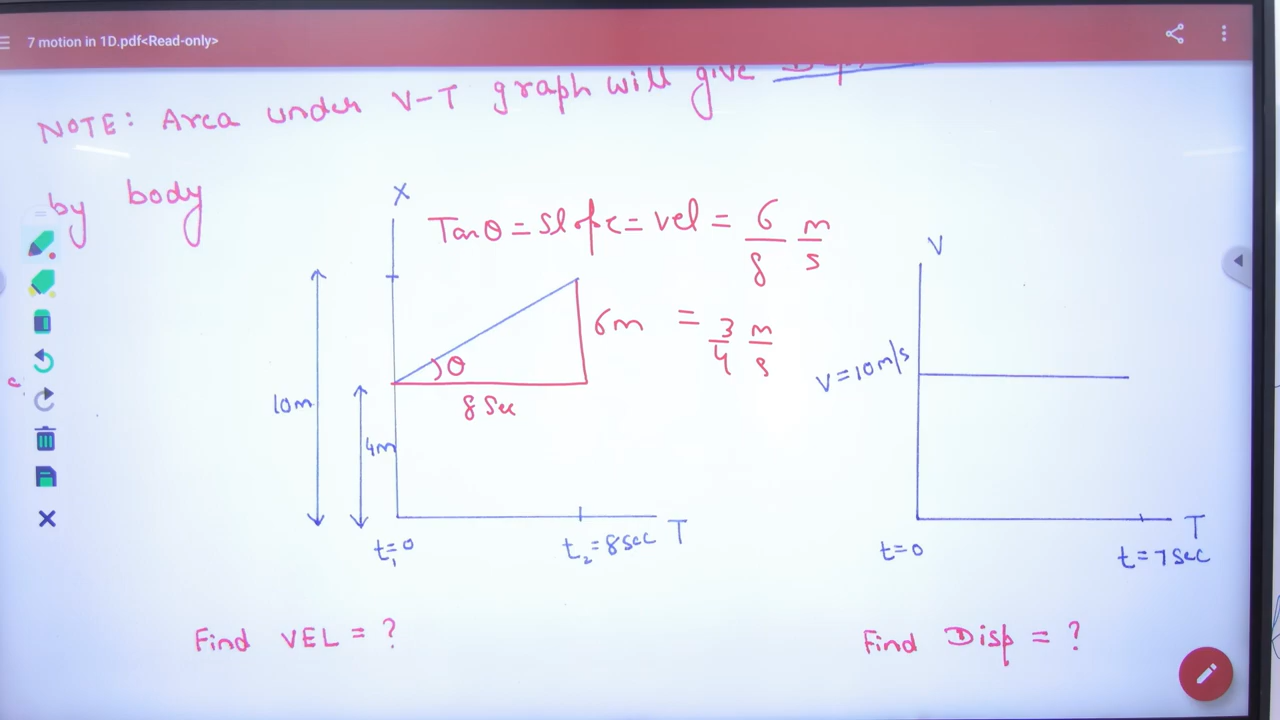 7 motion in 1D.pdf<Read-only>
NOTE: Area under V-T graph will give
by body
X
Tanθ = slope = vel = 6/8 m/s
= 3/4 m/s
6m
θ
8 Sec
10m
4m
t₁=0
t₂=8sec T
Find VEL = ?
V
V=10m/s
T
t=0
t=7sec
Find Disp = ?